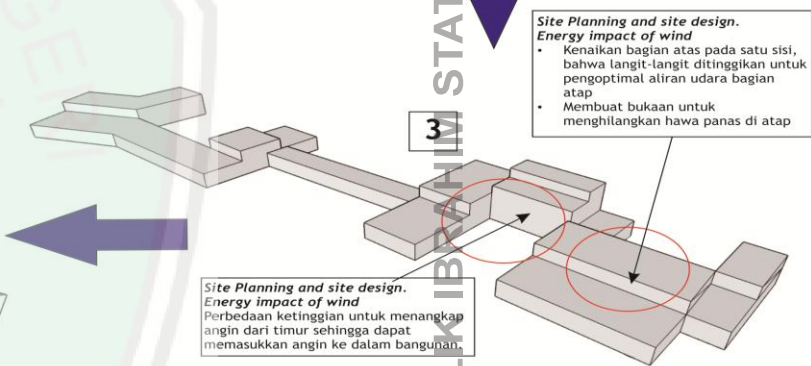 Site Planning and site design.
Energy impact of wind
• Kenaikan bagian atas pada satu sisi,
bahwa langit-langit ditinggikan untuk
pengoptimal aliran udara bagian
atap
• Membuat bukaan untuk
menghilangkan hawa panas di atap
3
Site Planning and site design.
Energy impact of wind
Perbedaan ketinggian untuk menangkap
angin dari timur sehingga dapat
memasukkan angin ke dalam bangunan.
IBRAHIM STAT